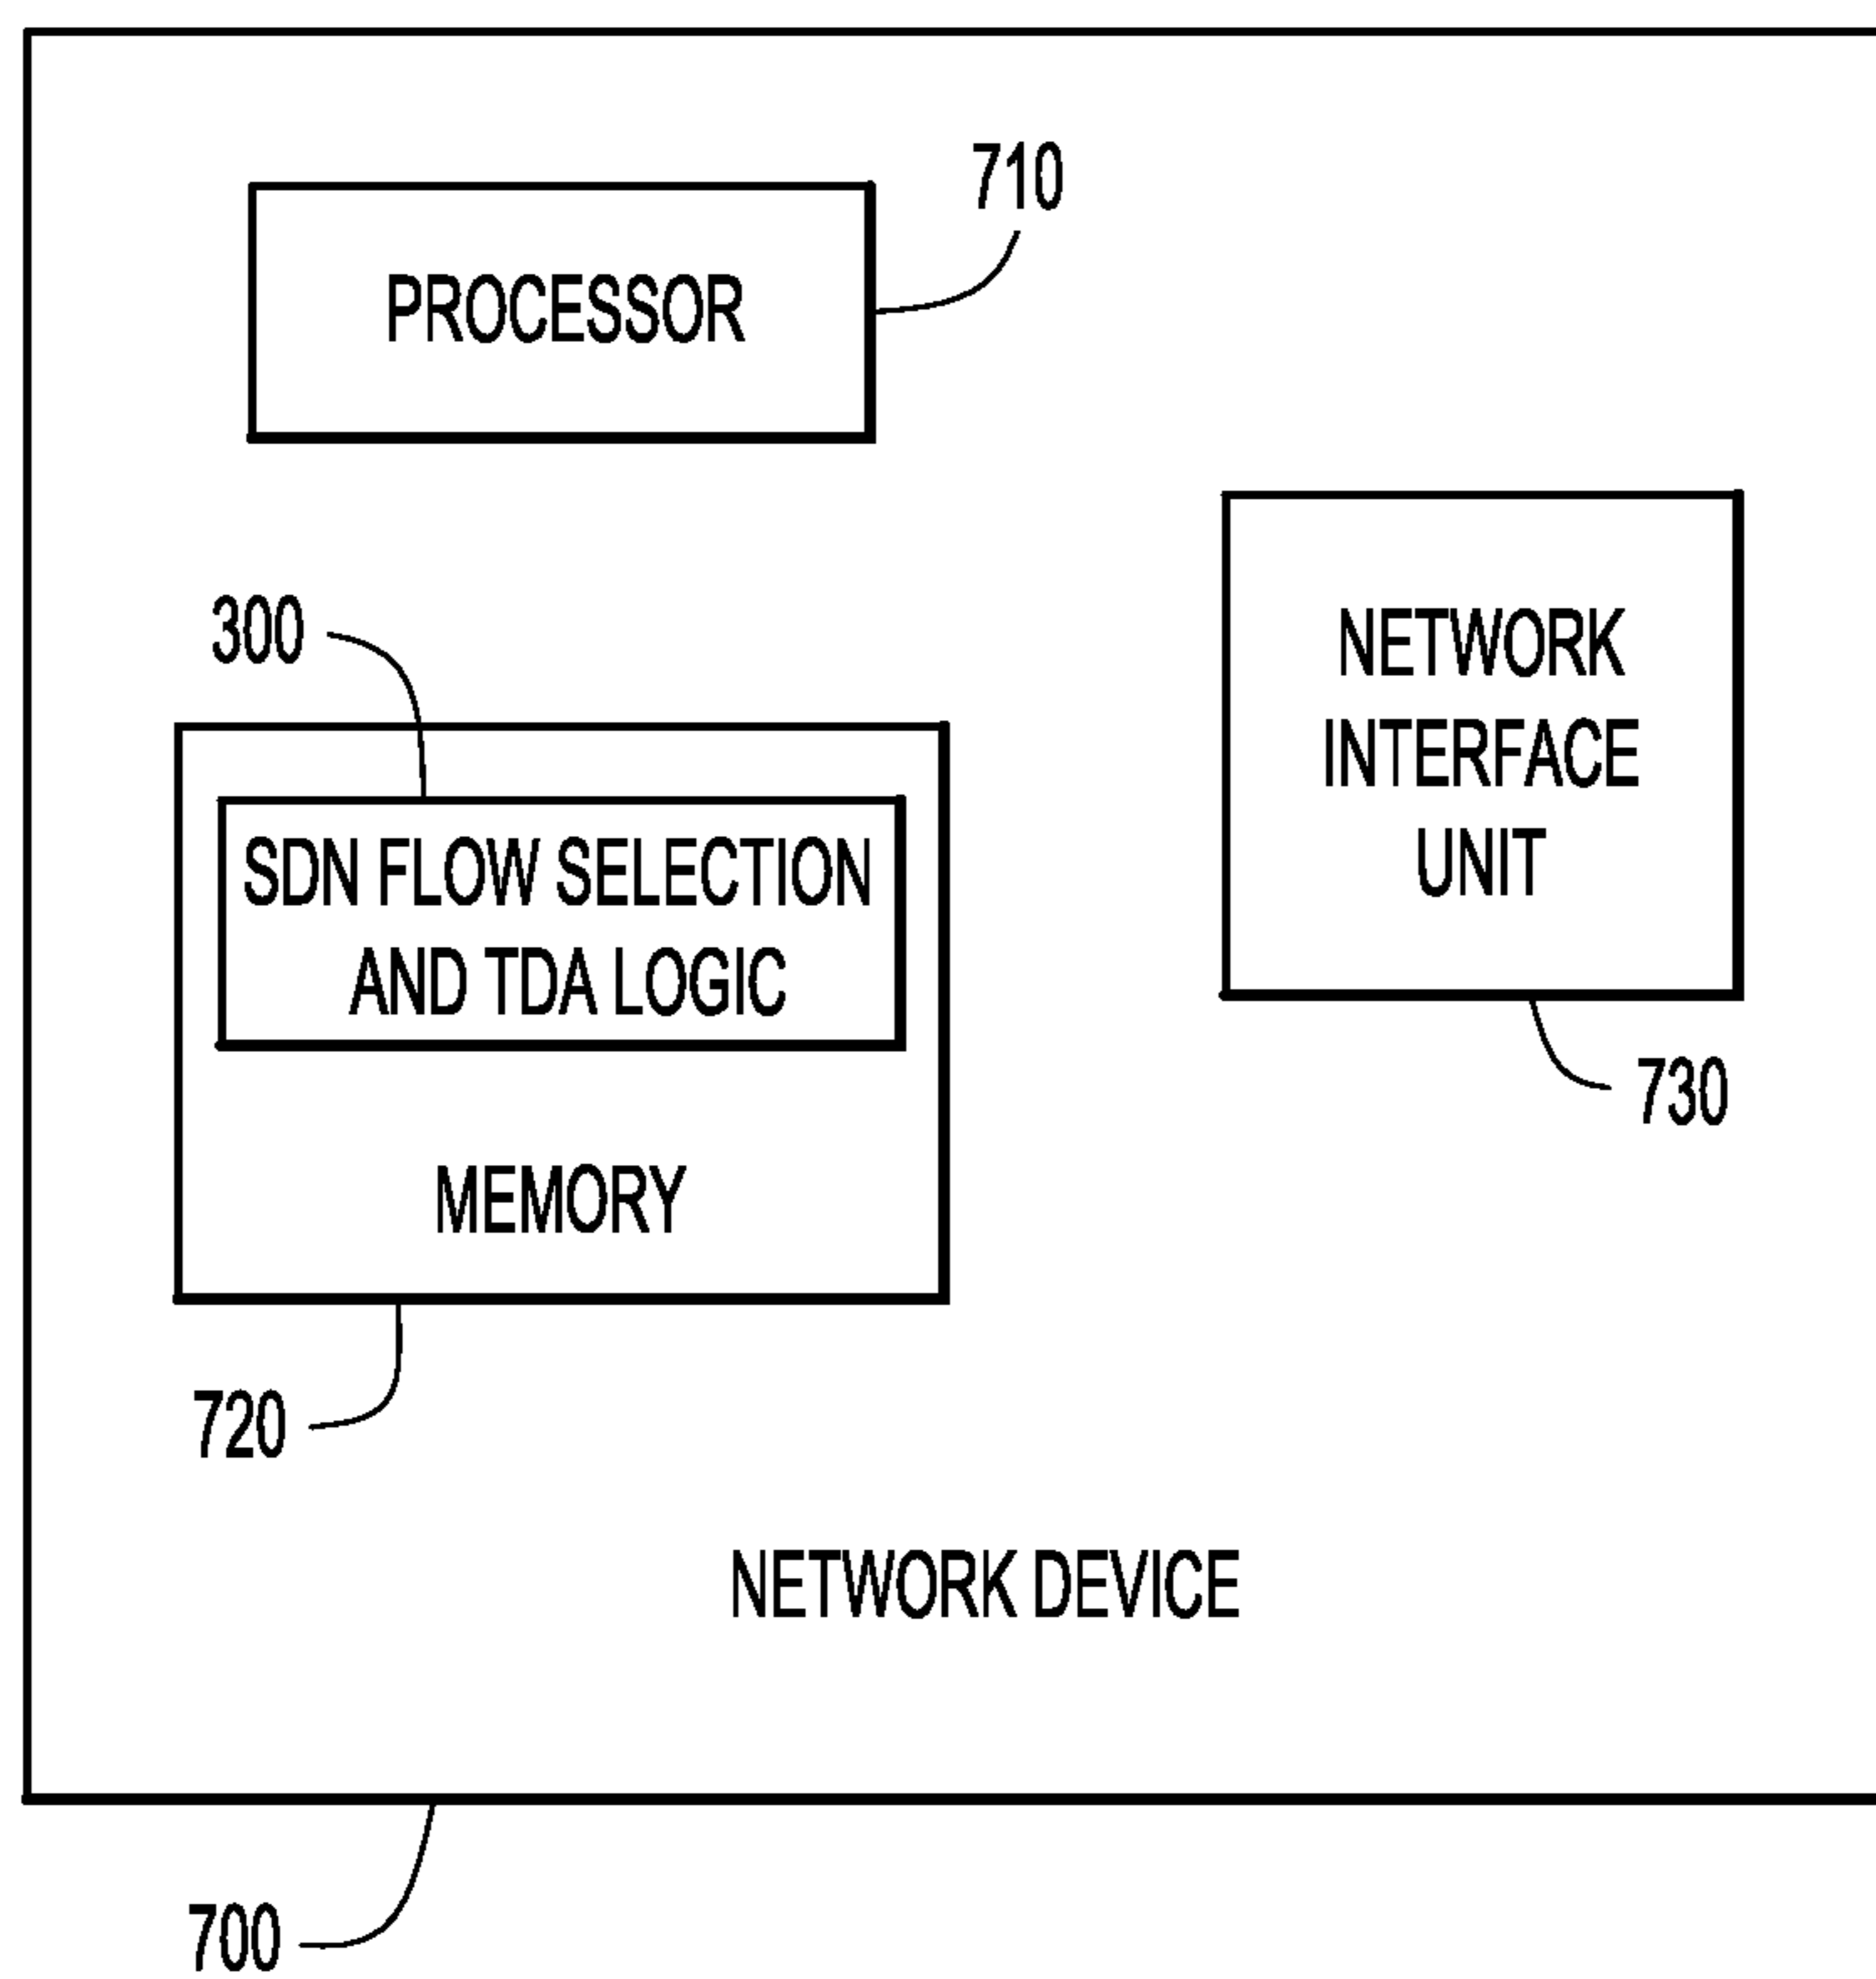 710
PROCESSOR
300
NETWORK
INTERFACE
UNIT
SDN FLOW SELECTION
AND TDA LOGIC
730
MEMORY
720
NETWORK DEVICE
700